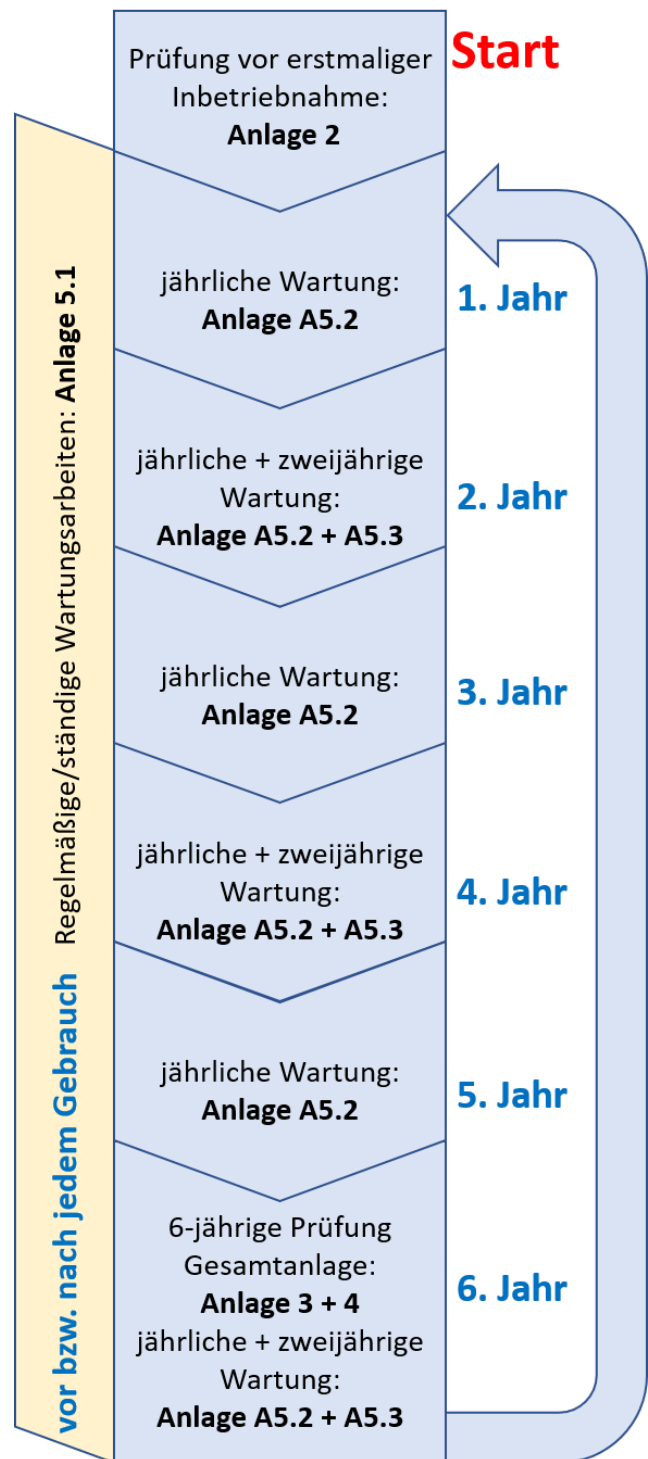 Prüfung vor erstmaliger
Inbetriebnahme:
Anlage 2
Start
jährliche Wartung:
Anlage A5.2
1. Jahr
jährliche + zweijährige
Wartung:
Anlage A5.2 + A5.3
2. Jahr
jährliche Wartung:
Anlage A5.2
3. Jahr
jährliche + zweijährige
Wartung:
Anlage A5.2 + A5.3
4. Jahr
jährliche Wartung:
Anlage A5.2
5. Jahr
6-jährige Prüfung
Gesamtanlage:
Anlage 3 + 4
jährliche + zweijährige
Wartung:
Anlage A5.2 + A5.3
6. Jahr
vor bzw. nach jedem Gebrauch Regelmäßige/ständige Wartungsarbeiten: Anlage 5.1